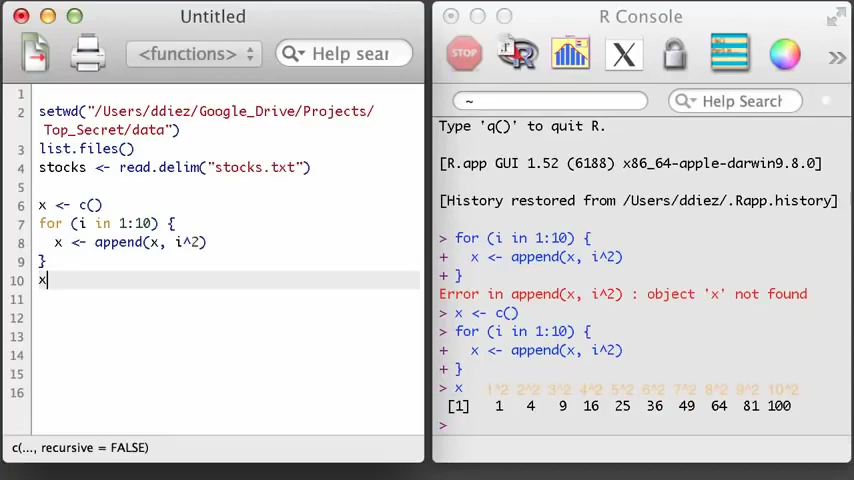 Untitled
<functions>
Help sear
1
2 setwd("/Users/ddiez/Google_Drive/Projects/
Top_Secret/data")
3 list.files()
4 stocks <- read.delim("stocks.txt")
5
6 x <- c()
7 for (i in 1:10) {
8 x <- append(x, i^2)
9 }
10 x
11
12
13
14
15
16
c(..., recursive = FALSE)
R Console
STOP
R
X
»
~
Help Search
Type 'q()' to quit R.
[R.app GUI 1.52 (6188) x86_64-apple-darwin9.8.0]
[History restored from /Users/ddiez/.Rapp.history]
> for (i in 1:10) {
+ x <- append(x, i^2)
+ }
Error in append(x, i^2) : object 'x' not found
> x <- c()
> for (i in 1:10) {
+ x <- append(x, i^2)
+ }
> x 1^2 2^2 3^2 4^2 5^2 6^2 7^2 8^2 9^2 10^2
[1] 1 4 9 16 25 36 49 64 81 100
>